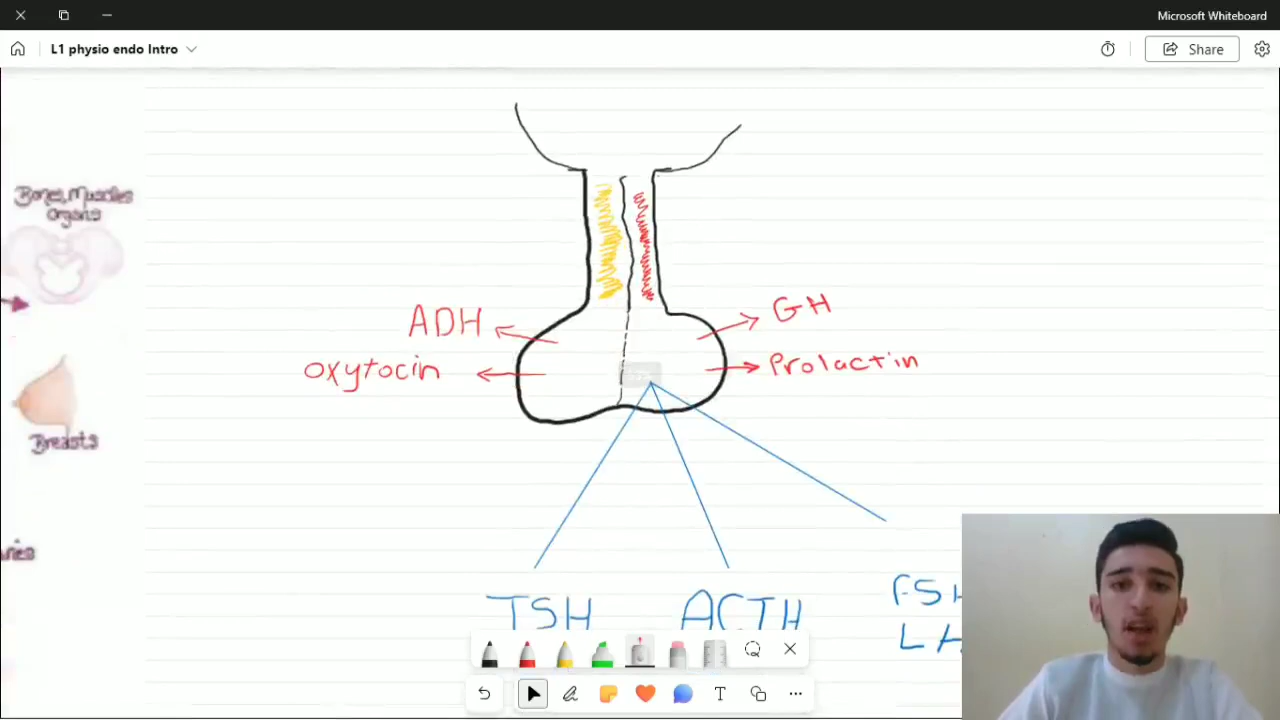 Microsoft Whiteboard
L1 physio endo Intro
Share
Bones, Muscles
Organs
ADH
GH
oxytocin
Prolactin
Breasts
TSH
ACTH
FSH
LH
T